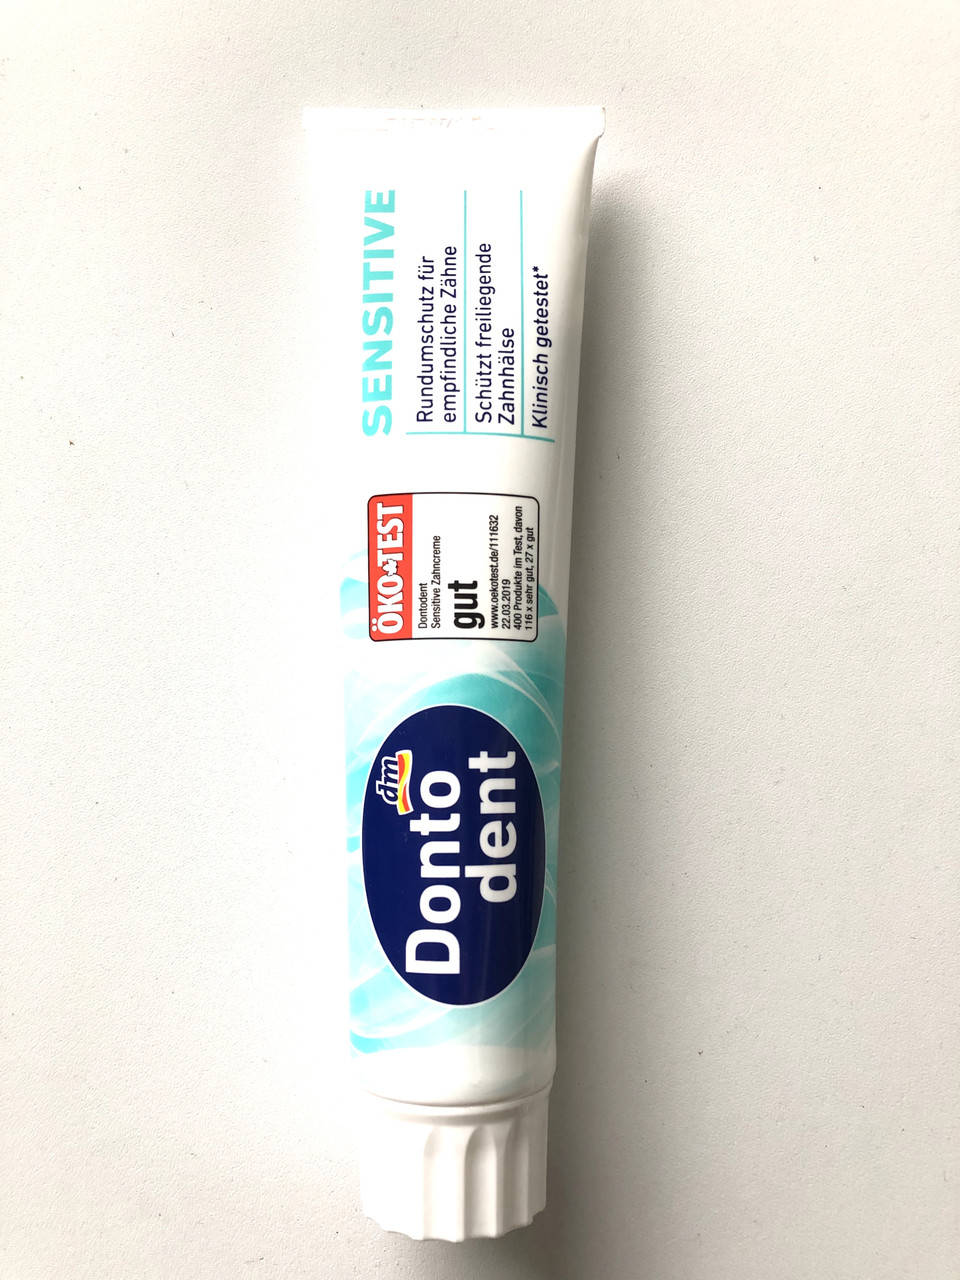 dm
Donto
dent
ÖKO TEST
Dontodent
Sensitive Zahncreme
gut
www.oekotest.de/111632
22.03.2019
400 Produkte im Test, davon
116 x sehr gut, 27 x gut
SENSITIVE
Rundumschutz für
empfindliche Zähne
Schützt freiliegende
Zahnhälse
Klinisch getestet*